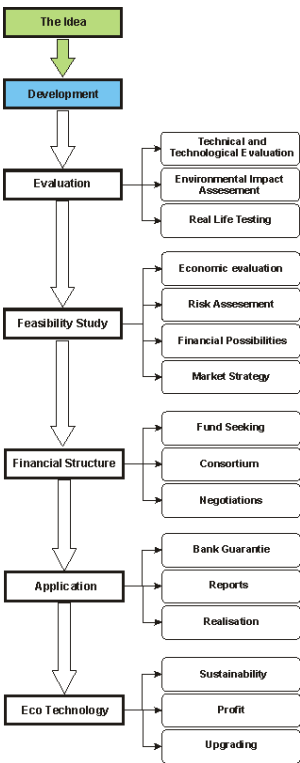 The Idea
Development
Evaluation
Technical and
Technological Evaluation
Environmental Impact
Assesement
Real Life Testing
Feasibility Study
Economic evaluation
Risk Assesement
Financial Possibilities
Market Strategy
Financial Structure
Fund Seeking
Consortium
Negotiations
Application
Bank Guarantie
Reports
Realisation
Eco Technology
Sustainability
Profit
Upgrading